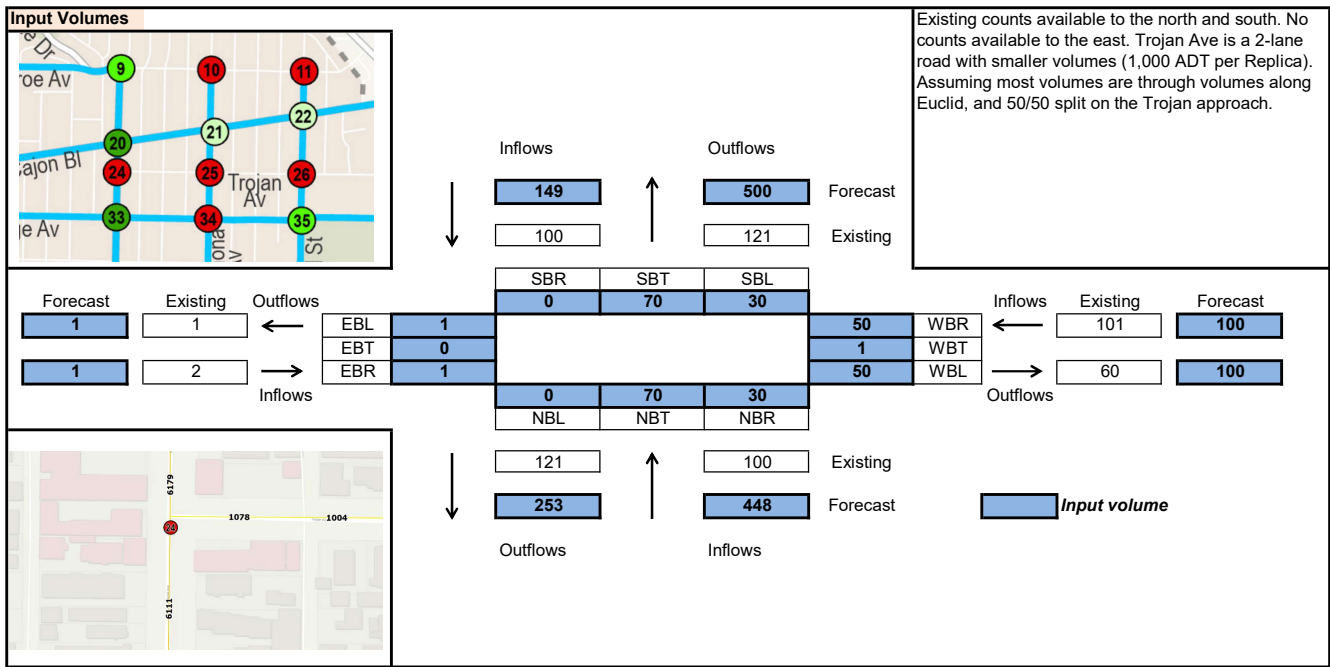 Input Volumes
Existing counts available to the north and south. No
counts available to the east. Trojan Ave is a 2-lane
road with smaller volumes (1,000 ADT per Replica).
Assuming most volumes are through volumes along
Euclid, and 50/50 split on the Trojan approach.
a Dr
roe Av
9
10
11
22
21
20
ajon Bl
24
25
26
Trojan
Av
33
34
35
ge Av
ona
Av
St
Inflows Outflows
149 500 Forecast
100 121 Existing
SBR SBT SBL
0 70 30
Forecast Existing Outflows
1 1 EBL 1
EBT 0
1 2 EBR 1
Inflows
Inflows Existing Forecast
50 WBR 101 100
1 WBT
50 WBL 60 100
Outflows
0 70 30
NBL NBT NBR
121 100 Existing
253 448 Forecast
Outflows Inflows
Input volume
6179
1078 1004
24
6111